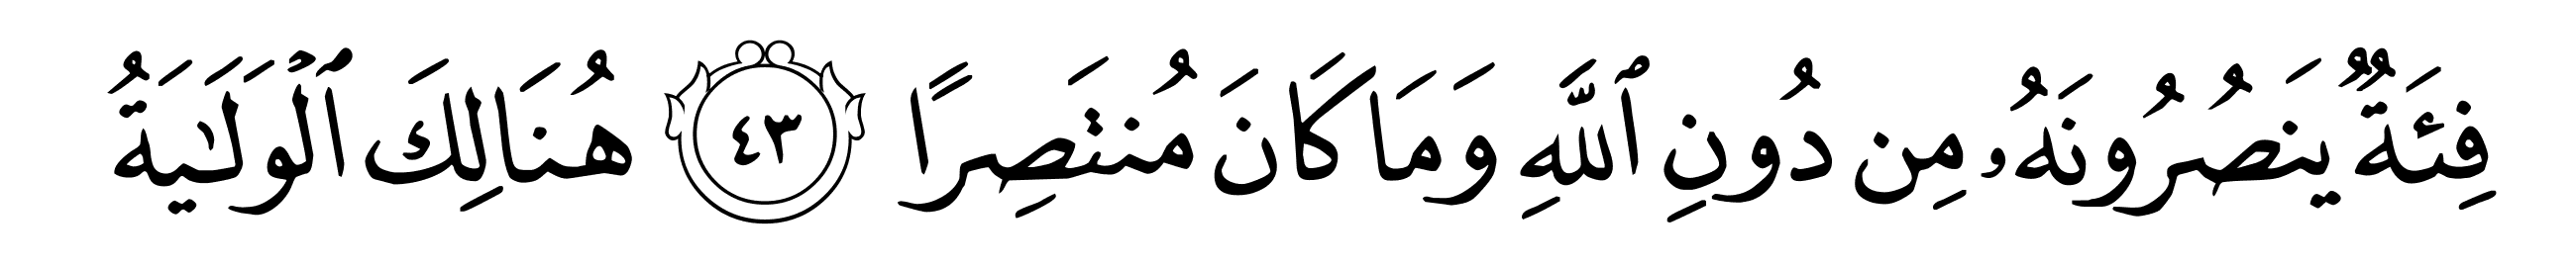 فِئَةٌ يَنصُرُونَهُۥ مِن دُونِ ٱللَّهِ وَمَا كَانَ مُنتَصِرًا ٤٣ هُنَالِكَ ٱلْوَلَـٰيَةُ